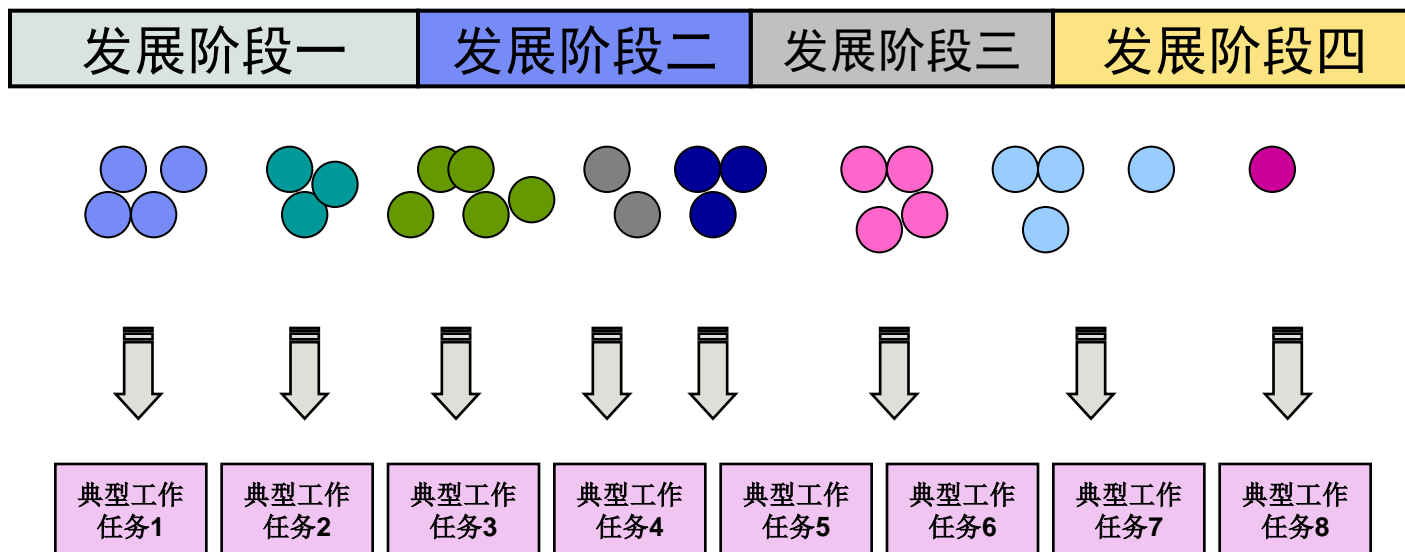 发展阶段一
发展阶段二
发展阶段三
发展阶段四
典型工作
任务1
典型工作
任务2
典型工作
任务3
典型工作
任务4
典型工作
任务5
典型工作
任务6
典型工作
任务7
典型工作
任务8